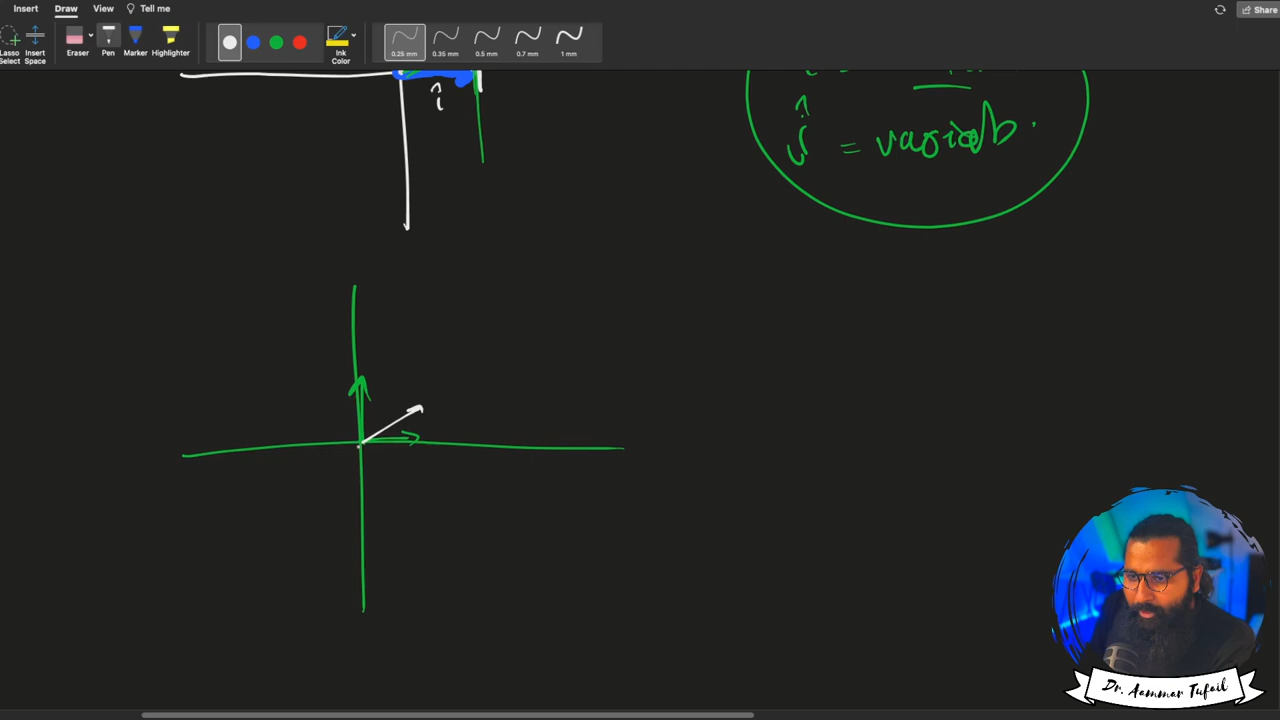 Insert Draw View Tell me
Share
Lasso Select
Insert Space
Eraser
Pen
Marker
Highlighter
Ink Color
0.25 mm
0.35 mm
0.5 mm
0.7 mm
1 mm
î
ĵ = variab
Dr. Aammar Tufail